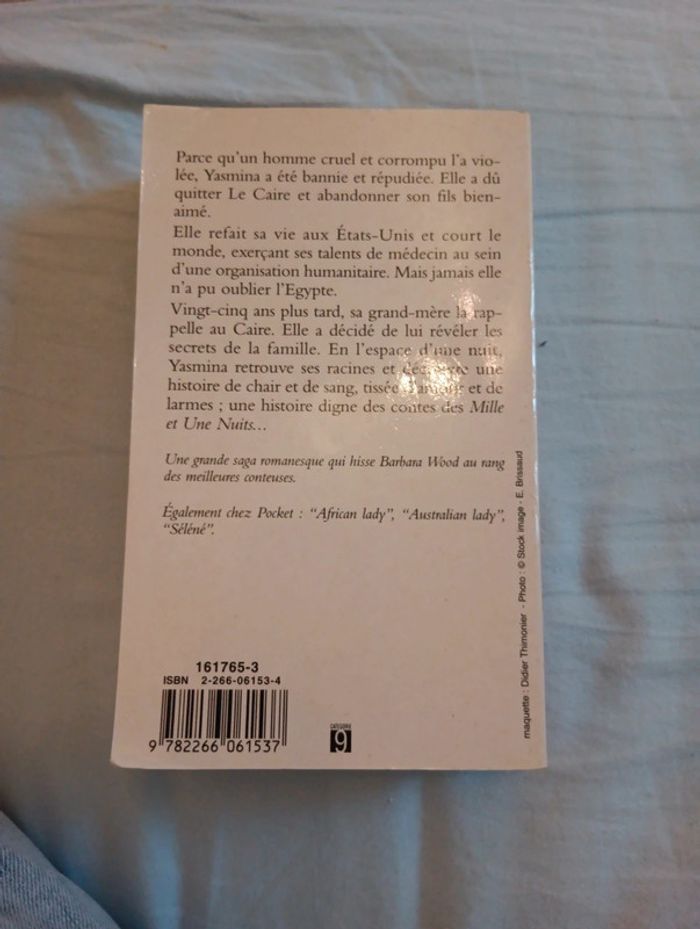 Parce qu'un homme cruel et corrompu l'a vio-
lée, Yasmina a été bannie et répudiée. Elle a dû
quitter Le Caire et abandonner son fils bien-
aimé.
Elle refait sa vie aux États-Unis et court le
monde, exerçant ses talents de médecin au sein
d'une organisation humanitaire. Mais jamais elle
n'a pu oublier l'Egypte.
Vingt-cinq ans plus tard, sa grand-mère la rap-
pelle au Caire. Elle a décidé de lui révéler les
secrets de la famille. En l'espace d'une nuit,
Yasmina retrouve ses racines et découvre une
histoire de chair et de sang, tissée d'amour et de
larmes ; une histoire digne des contes des Mille
et Une Nuits...
Une grande saga romanesque qui hisse Barbara Wood au rang
des meilleures conteuses.
Également chez Pocket : "African lady", "Australian lady",
"Séléné".
maquette : Didier Thimonier - Photo : © Stock image - E. Brissaud
161765-3
ISBN 2-266-06153-4
9 782266 061537
CATÉGORIE
9